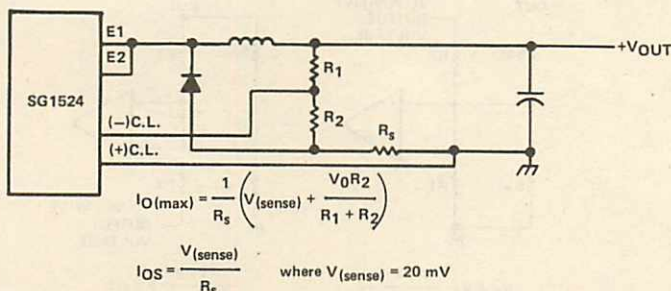 E1
E2
SG1524
(−)C.L.
(+)C.L.
R1
R2
Rs
+VOUT
IO(max) = 1/Rs (V(sense) + V0R2/R1 + R2)
IOS = V(sense)/Rs where V(sense) = 20 mV